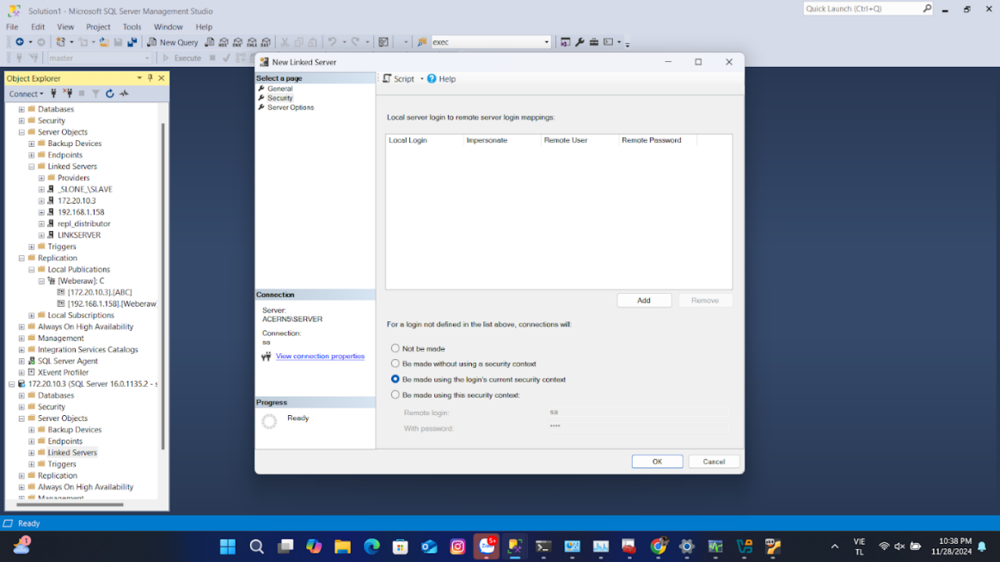 Solution1 - Microsoft SQL Server Management Studio
Quick Launch (Ctrl+Q)
File Edit View Project Tools Window Help
New Query
exec
master
Execute
Object Explorer
Connect
Databases
Security
Server Objects
Backup Devices
Endpoints
Linked Servers
Providers
_SLONE_\SLAVE
172.20.10.3
192.168.1.158
repl_distributor
LINKSERVER
Triggers
Replication
Local Publications
[Weberaw]: C
[172.20.10.3].[ABC]
[192.168.1.158].[Weberaw
Local Subscriptions
Always On High Availability
Management
Integration Services Catalogs
SQL Server Agent
XEvent Profiler
172.20.10.3 (SQL Server 16.0.1135.2 - s
Databases
Security
Server Objects
Backup Devices
Endpoints
Linked Servers
Triggers
Replication
Always On High Availability
Management
New Linked Server
Select a page
General
Security
Server Options
Connection
Server:
ACERN5\SERVER
Connection:
sa
View connection properties
Progress
Ready
Script Help
Local server login to remote server login mappings:
Local Login Impersonate Remote User Remote Password
Add Remove
For a login not defined in the list above, connections will:
Not be made
Be made without using a security context
Be made using the login's current security context
Be made using this security context:
Remote login: sa
With password: ****
OK Cancel
Ready
1
Zalo
5+
VIE
TL
10:38 PM
11/28/2024